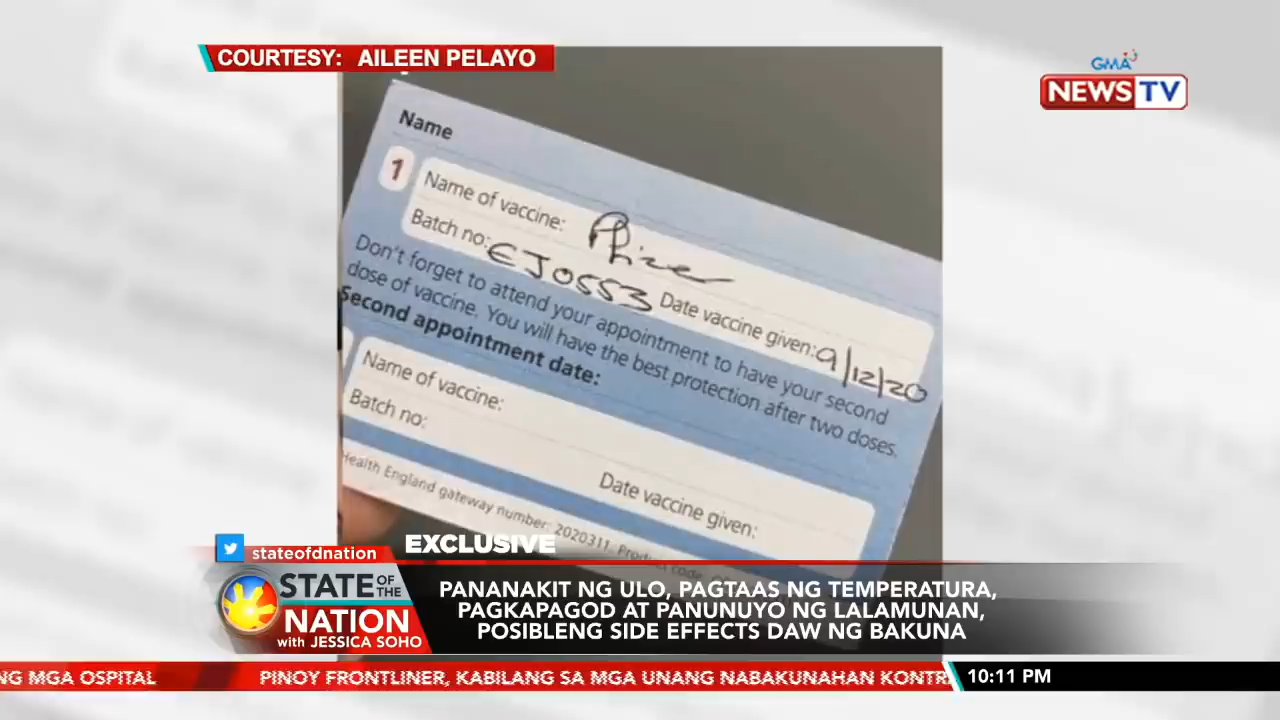 COURTESY: AILEEN PELAYO
GMA
NEWS TV
Name
1
Name of vaccine: Phizer
Batch no: EJ0553 Date vaccine given: 9/12/20
Don't forget to attend your appointment to have your second
dose of vaccine. You will have the best protection after two doses.
Second appointment date:
Name of vaccine:
Batch no:
Date vaccine given:
Health England gateway number: 2020311. Product code:
stateofdnation
EXCLUSIVE
STATE OF THE
NATION
with JESSICA SOHO
PANANAKIT NG ULO, PAGTAAS NG TEMPERATURA,
PAGKAPAGOD AT PANUNUYO NG LALAMUNAN,
POSIBLENG SIDE EFFECTS DAW NG BAKUNA
NG MGA OSPITAL PINOY FRONTLINER, KABILANG SA MGA UNANG NABAKUNAHAN KONTR
10:11 PM